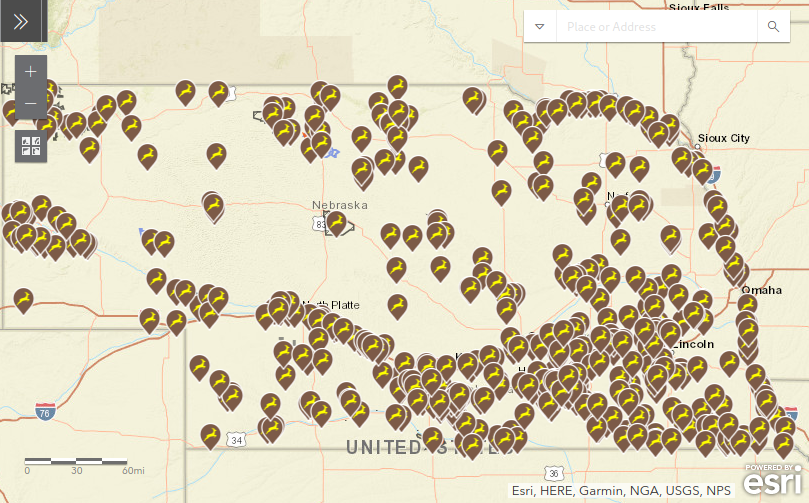 Sioux Falls
Place or Address
Sioux City
Nebraska
83
North Platte
Omaha
Lincoln
76
34
UNITED STATES
36
0 30 60mi
Esri, HERE, Garmin, NGA, USGS, NPS
POWERED BY
esri